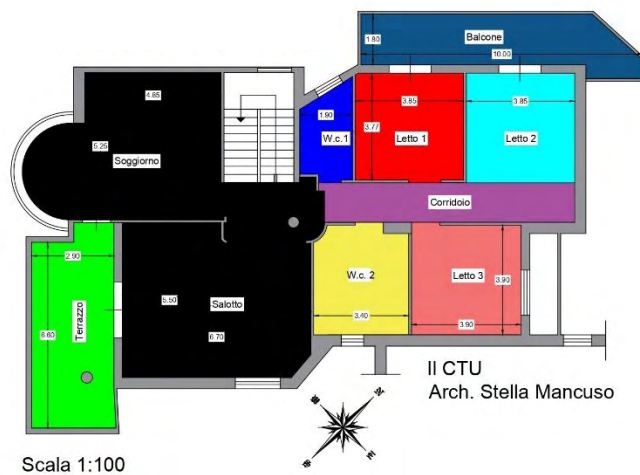 Balcone
1.80
10.00
4.85
1.90
3.85
3.85
3.77
W.c.1
Letto 1
Letto 2
5.25
Soggiorno
Corridoio
2.90
W.c. 2
Letto 3
3.90
5.50
Salotto
6.60
Terrazzo
3.40
3.90
6.70
Il CTU
Arch. Stella Mancuso
Scala 1:100